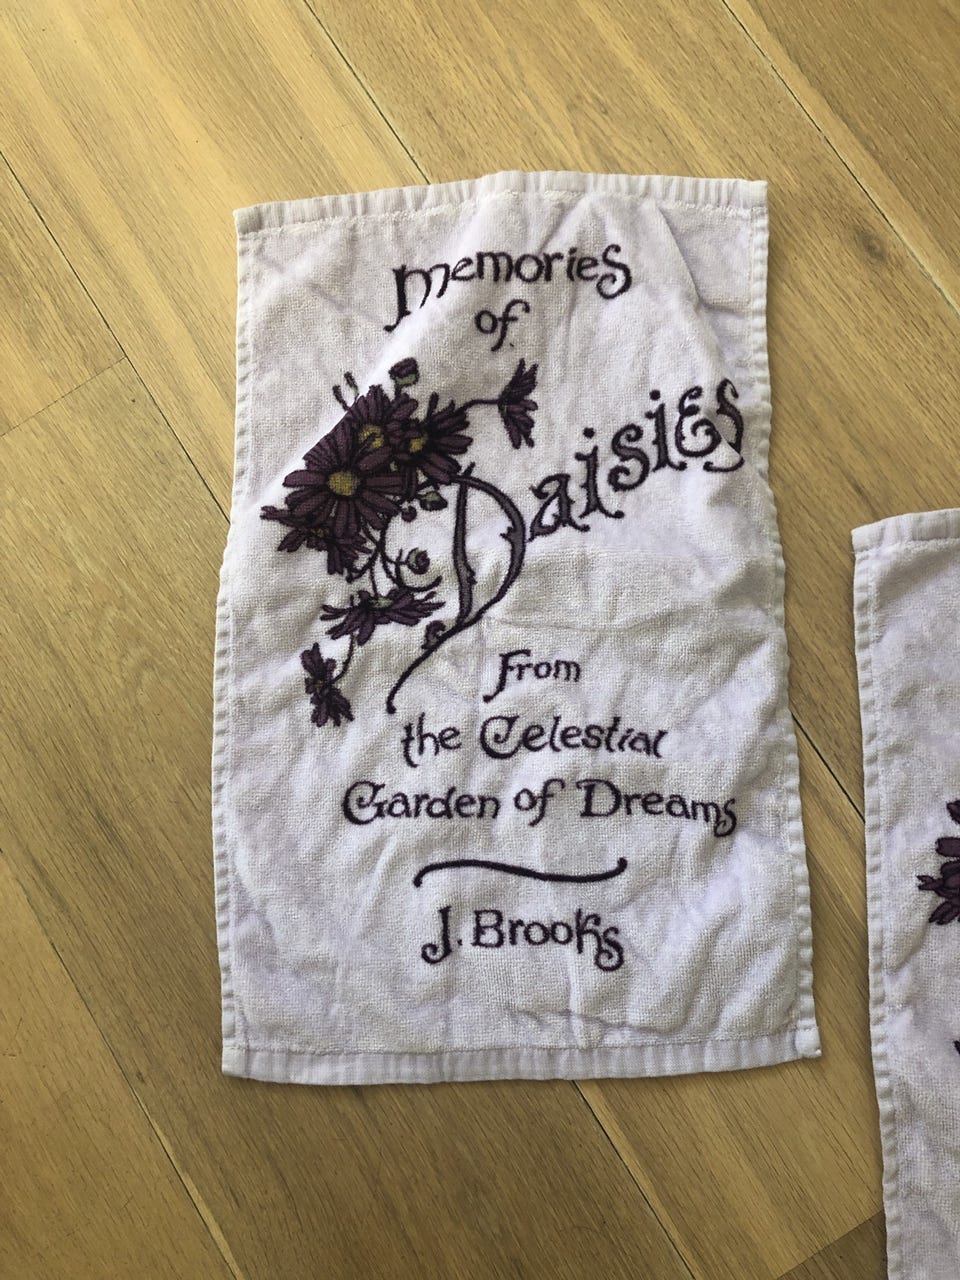 Memories
of
Daisies
From
the Celestial
Garden of Dreams
J. Brooks